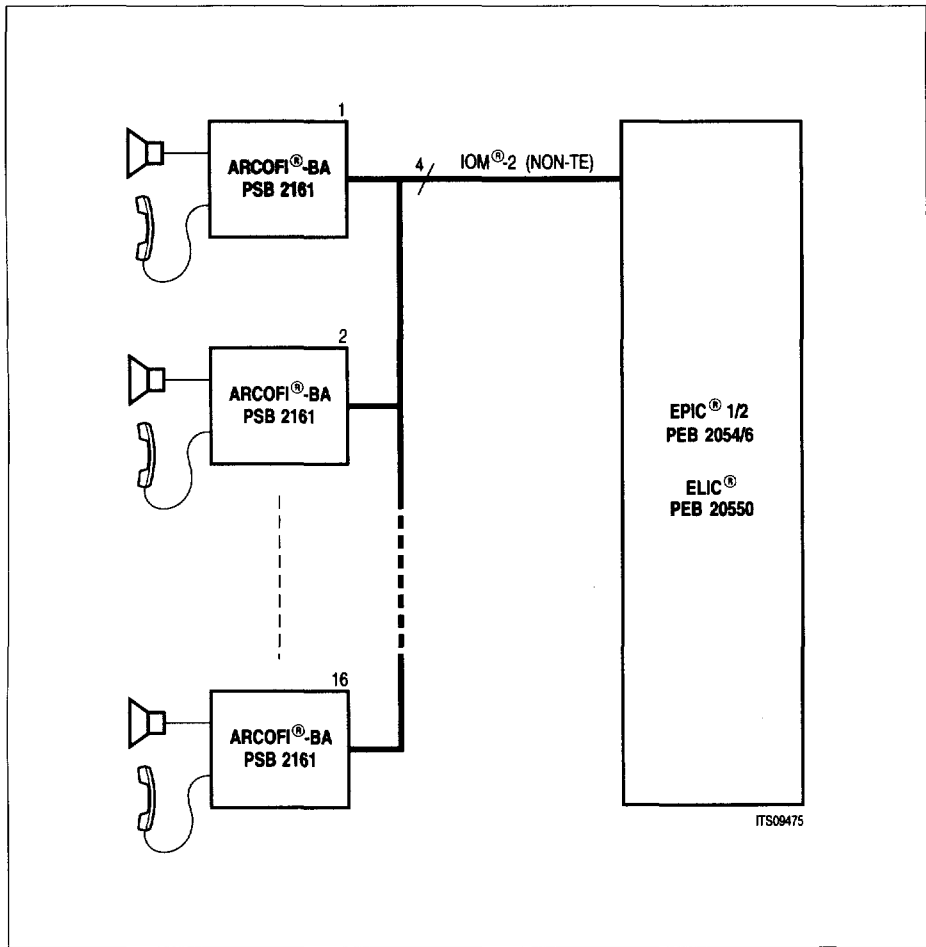 1
ARCOFI®-BA
PSB 2161
4
IOM®-2 (NON-TE)
2
ARCOFI®-BA
PSB 2161
EPIC® 1/2
PEB 2054/6
ELIC®
PEB 20550
16
ARCOFI®-BA
PSB 2161
ITS09475